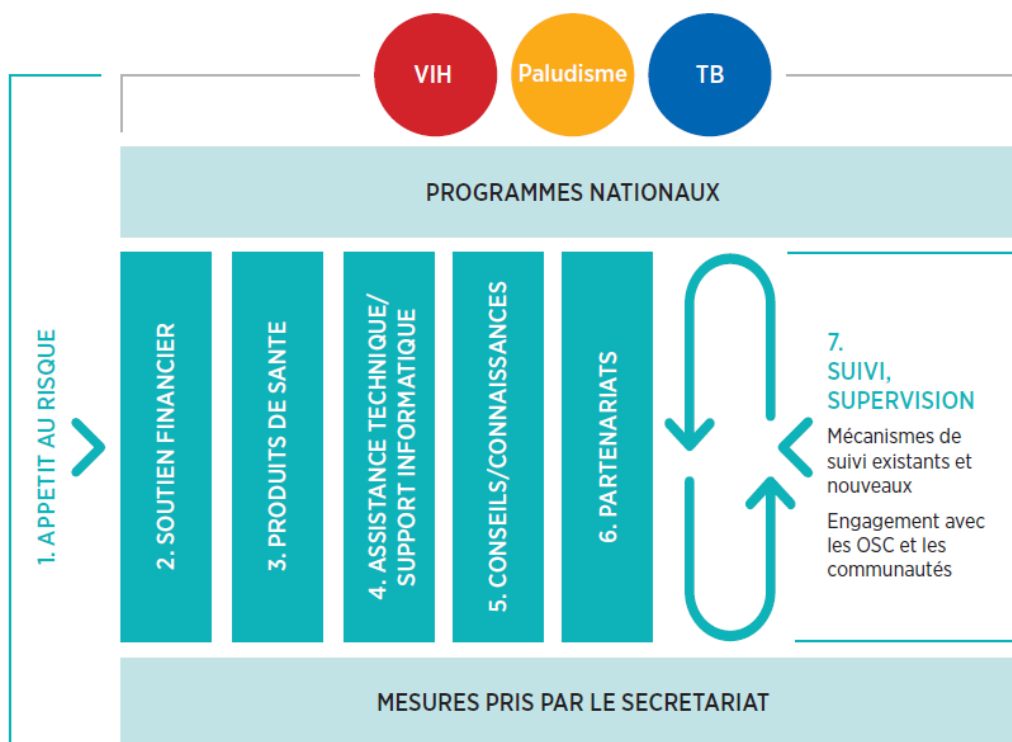 VIH
Paludisme
TB
PROGRAMMES NATIONAUX
1. APPETIT AU RISQUE
2. SOUTIEN FINANCIER
3. PRODUITS DE SANTE
4. ASSISTANCE TECHNIQUE/
SUPPORT INFORMATIQUE
5. CONSEILS/CONNAISSANCES
6. PARTENARIATS
7.
SUIVI,
SUPERVISION
Mécanismes de
suivi existants et
nouveaux
Engagement avec
les OSC et les
communautés
MESURES PRIS PAR LE SECRETARIAT